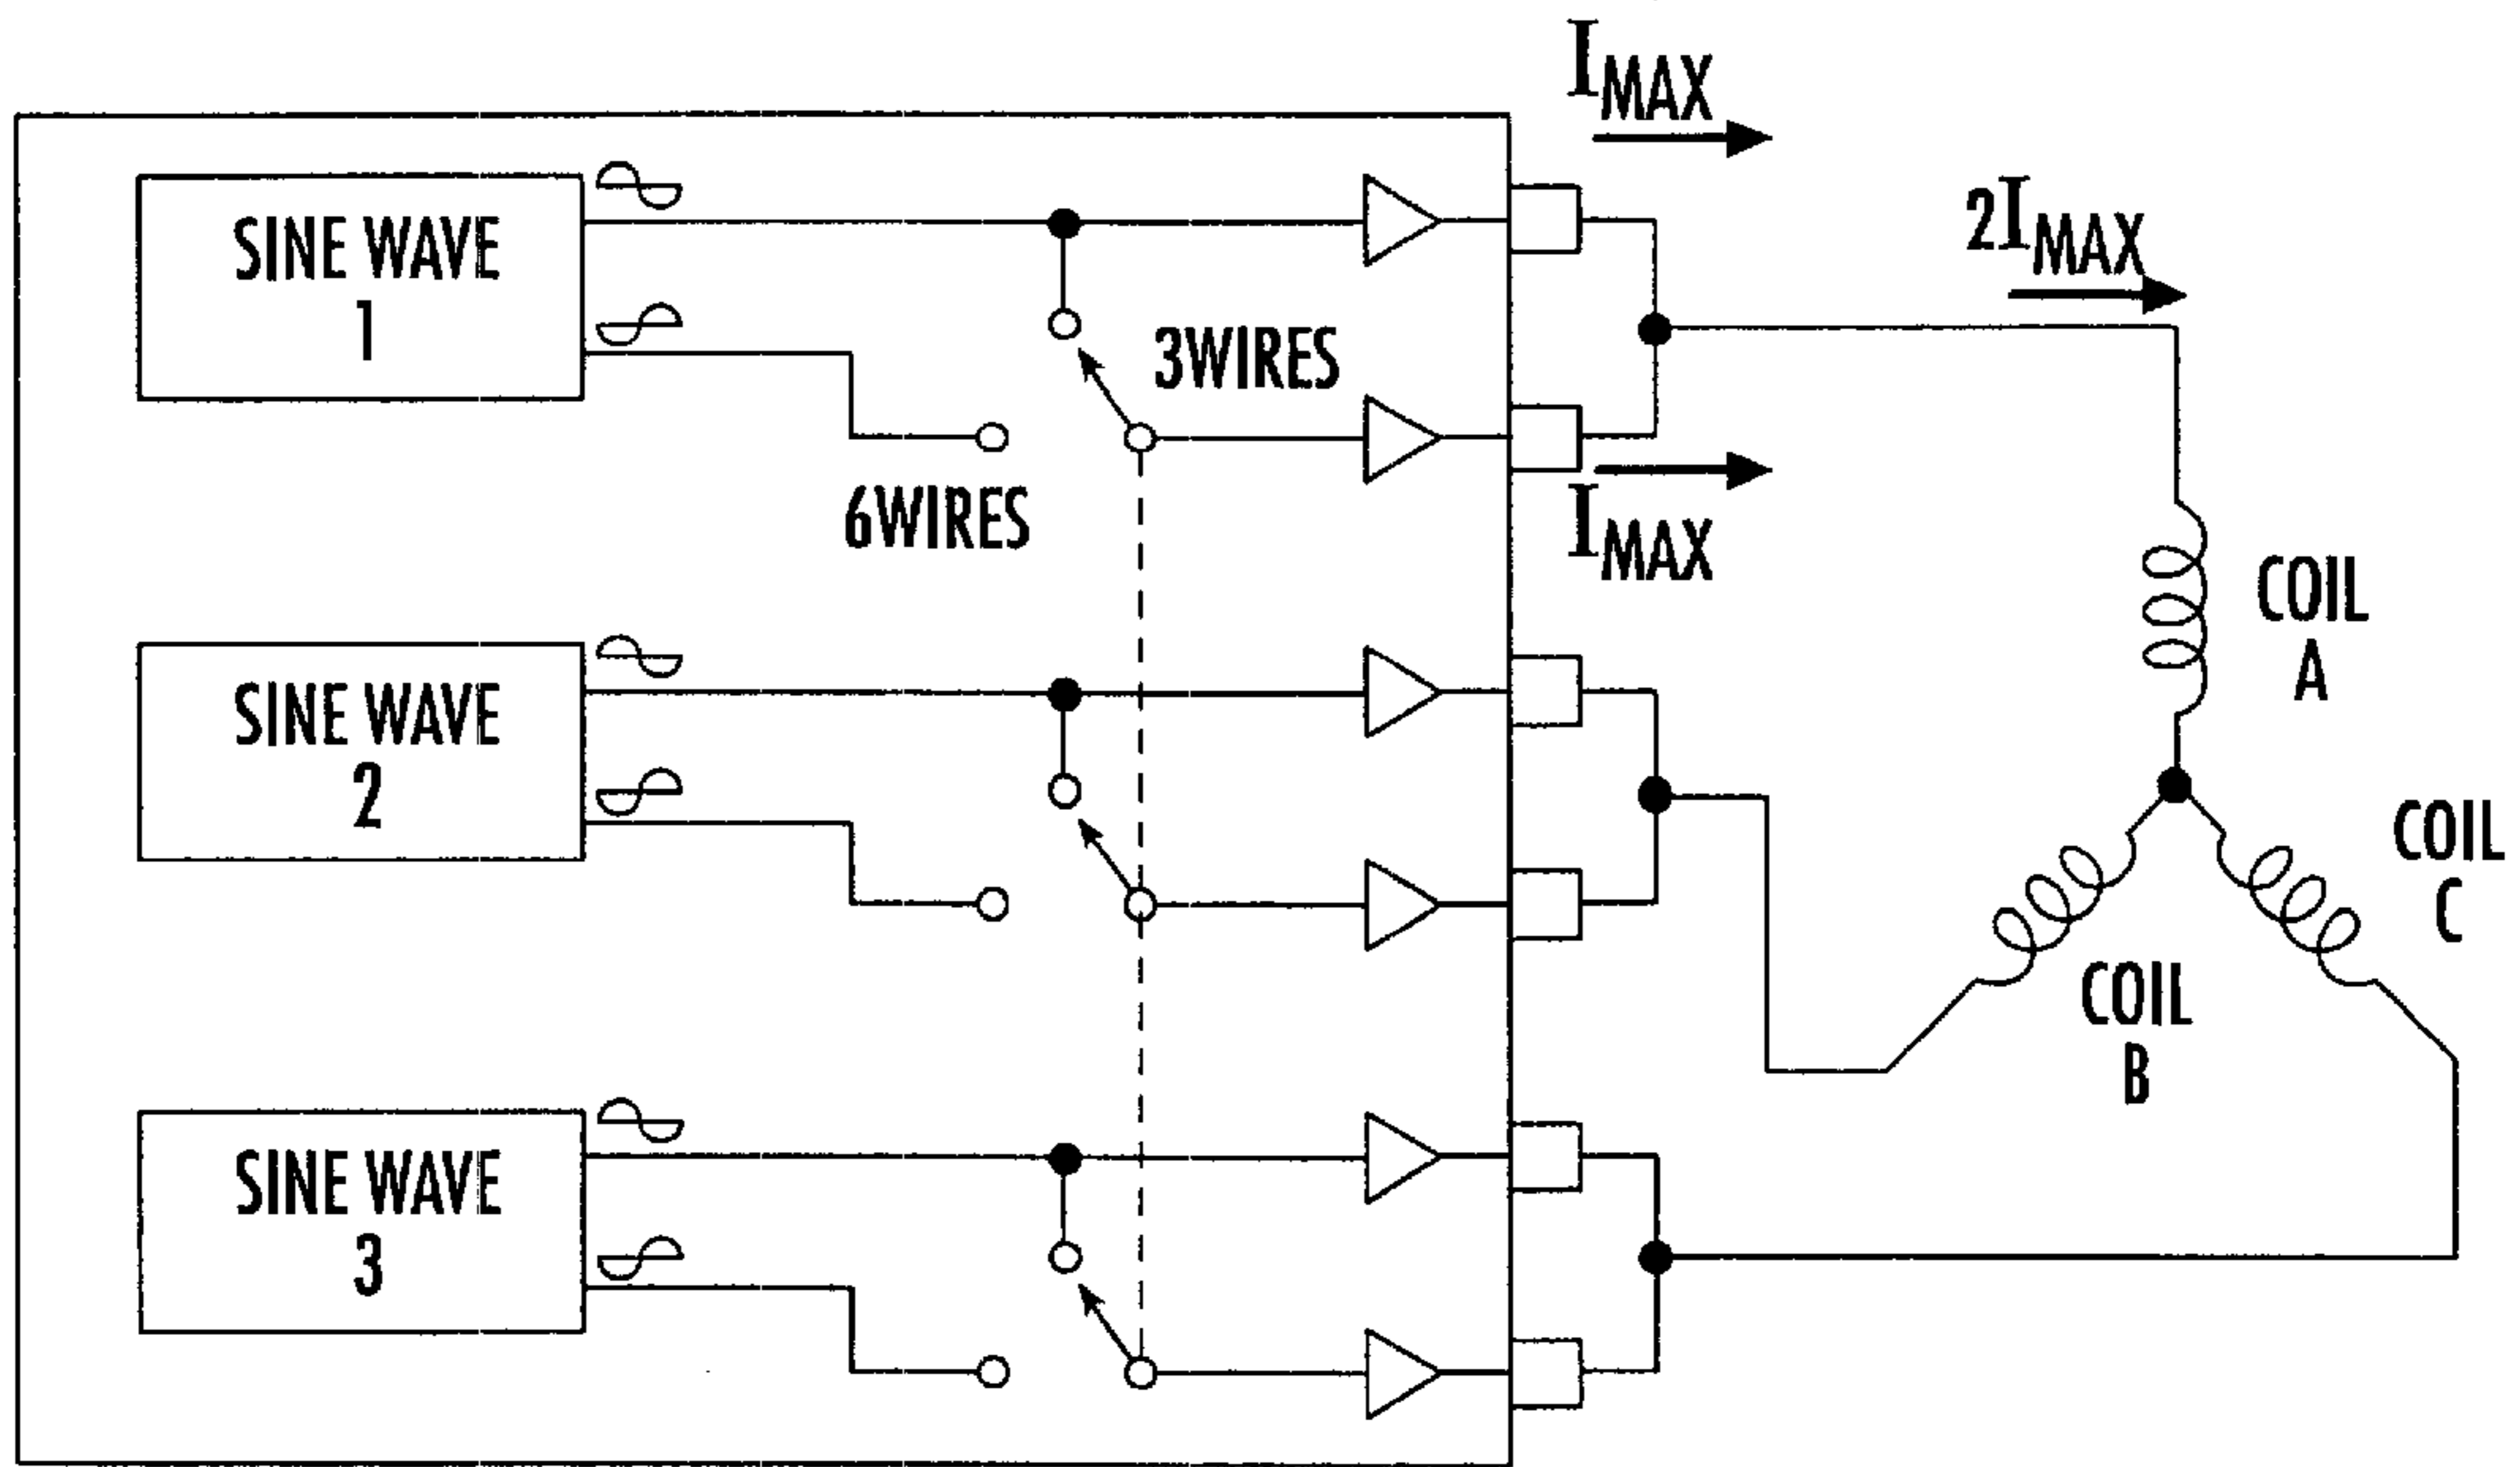 IMAX
2IMAX
SINE WAVE
1
3WIRES
6WIRES
IMAX
COIL
A
SINE WAVE
2
COIL
C
COIL
B
SINE WAVE
3